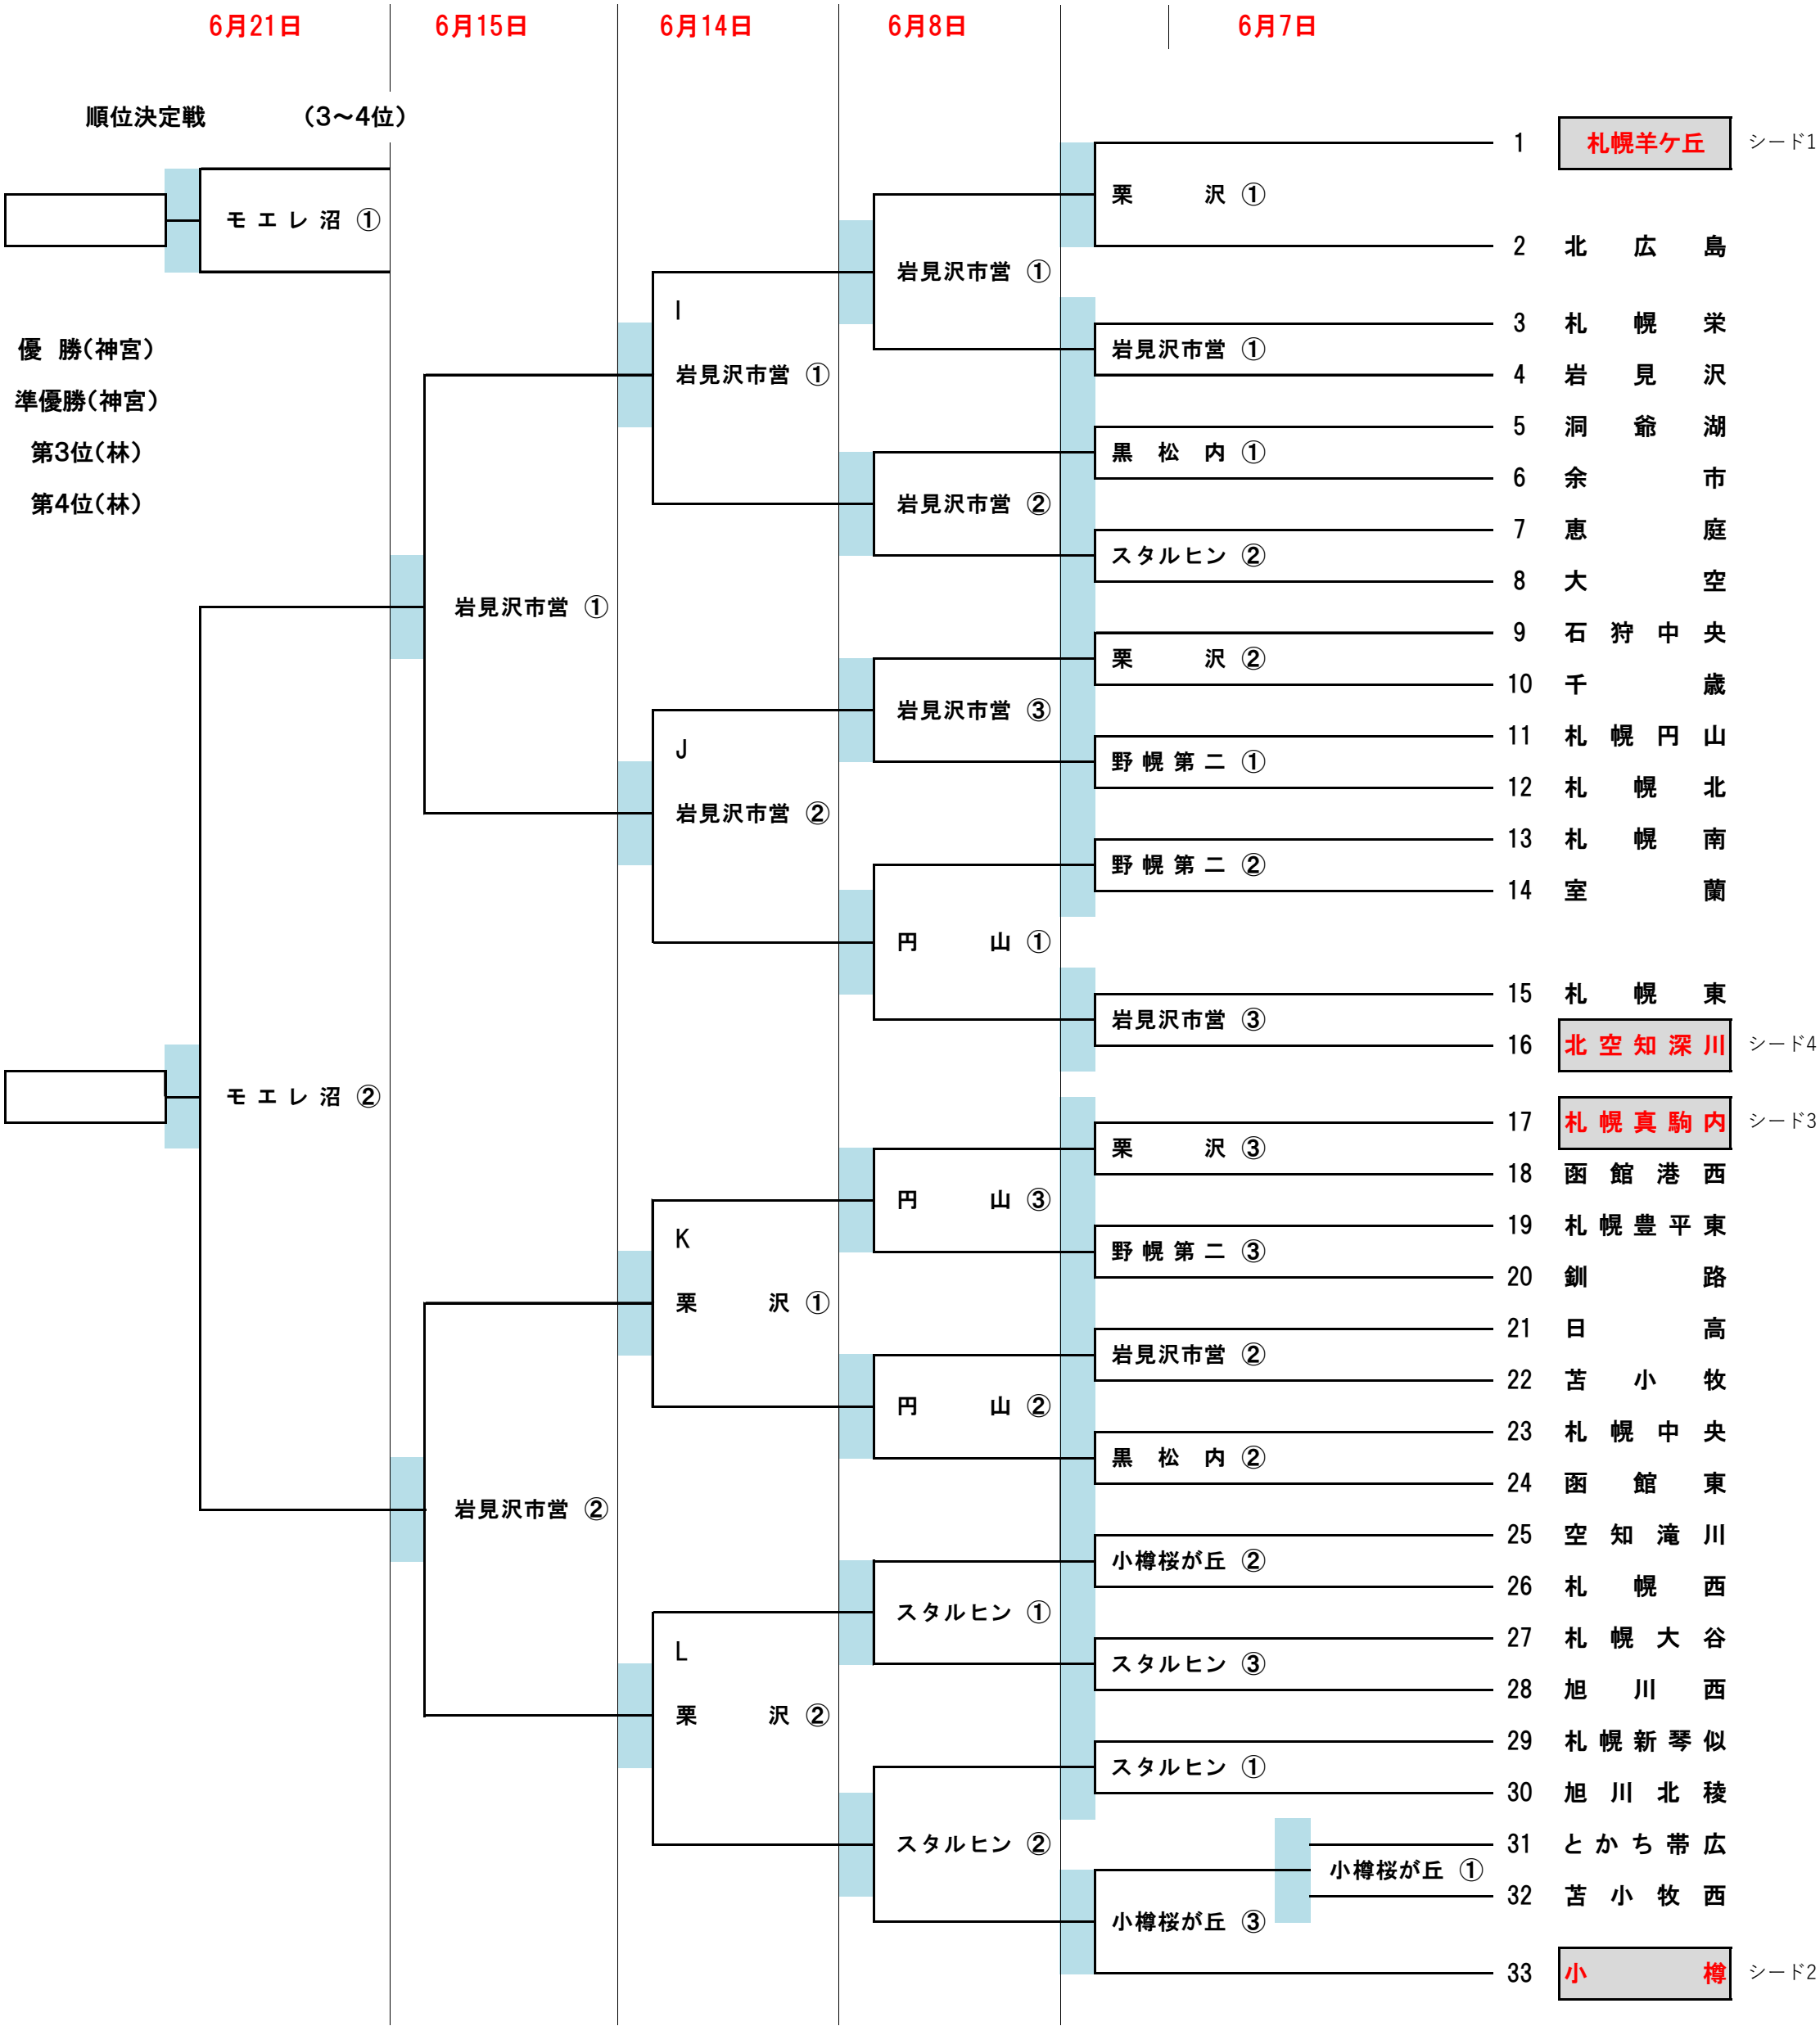 6月21日 6月15日 6月14日 6月8日 6月7日
順位決定戦 （3～4位）
1 札幌羊ケ丘 シード1
栗沢 ①
モエレ沼 ①
2 北広島
岩見沢市営 ①
I
3 札幌栄
優 勝(神宮)
岩見沢市営 ①
岩見沢市営 ①
4 岩見沢
準優勝(神宮)
5 洞爺湖
第3位(林)
黒松内 ①
6 余市
第4位(林)
岩見沢市営 ②
7 恵庭
スタルヒン ②
8 大空
岩見沢市営 ①
9 石狩中央
栗沢 ②
10 千歳
岩見沢市営 ③
11 札幌円山
J
野幌第二 ①
12 札幌北
岩見沢市営 ②
13 札幌南
野幌第二 ②
14 室蘭
円山 ①
15 札幌東
岩見沢市営 ③
16 北空知深川 シード4
モエレ沼 ②
17 札幌真駒内 シード3
栗沢 ③
18 函館港西
円山 ③
19 札幌豊平東
K
野幌第二 ③
20 釧路
栗沢 ①
21 日高
岩見沢市営 ②
22 苫小牧
円山 ②
23 札幌中央
黒松内 ②
24 函館東
岩見沢市営 ②
25 空知滝川
小樽桜が丘 ②
26 札幌西
スタルヒン ①
27 札幌大谷
L
スタルヒン ③
28 旭川西
栗沢 ②
29 札幌新琴似
スタルヒン ①
30 旭川北稜
スタルヒン ②
31 とかち帯広
小樽桜が丘 ①
32 苫小牧西
小樽桜が丘 ③
33 小樽 シード2